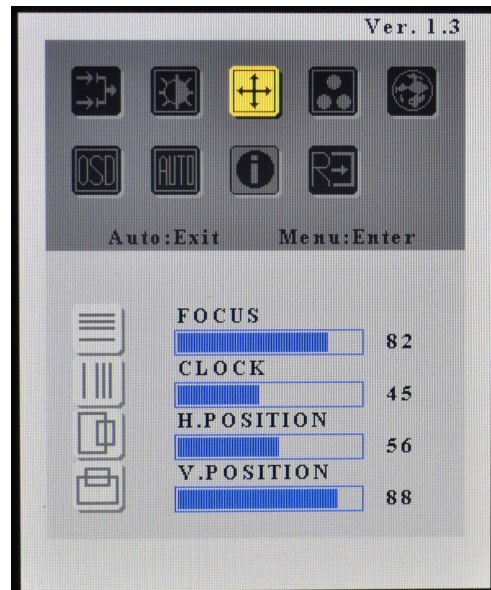 Ver. 1.3
OSD AUTO i R
Auto:Exit Menu:Enter
FOCUS
82
CLOCK
45
H.POSITION
56
V.POSITION
88